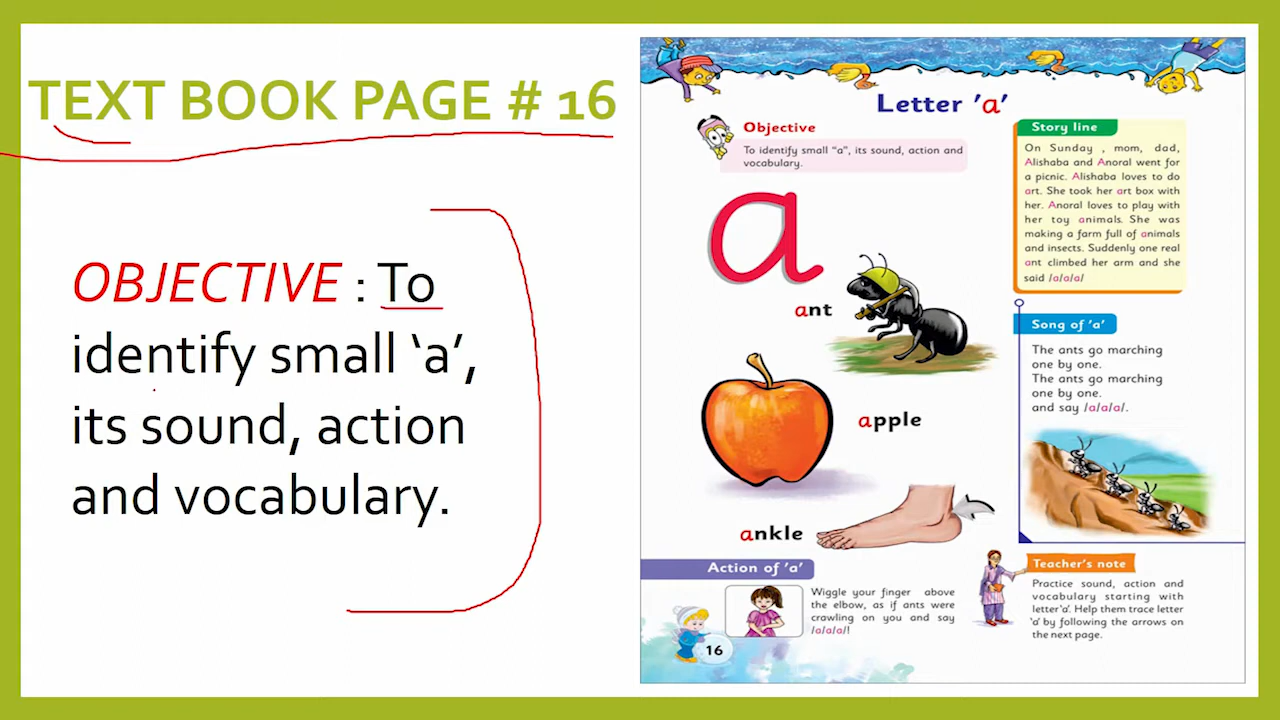 TEXT BOOK PAGE # 16
OBJECTIVE : To
identify small ‘a’,
its sound, action
and vocabulary.
Letter 'a'
Objective
To identify small "a", its sound, action and
vocabulary.
a
ant
apple
ankle
Story line
On Sunday , mom, dad,
Alishaba and Anoral went for
a picnic. Alishaba loves to do
art. She took her art box with
her. Anoral loves to play with
her toy animals. She was
making a farm full of animals
and insects. Suddenly one real
ant climbed her arm and she
said /a/a/a/
Song of 'a'
The ants go marching
one by one.
The ants go marching
one by one.
and say /a/a/a/.
Action of 'a'
Wiggle your finger above
the elbow, as if ants were
crawling on you and say
/a/a/a/!
Teacher's note
Practice sound, action and
vocabulary starting with
letter'a'. Help them trace letter
'a' by following the arrows on
the next page.
16